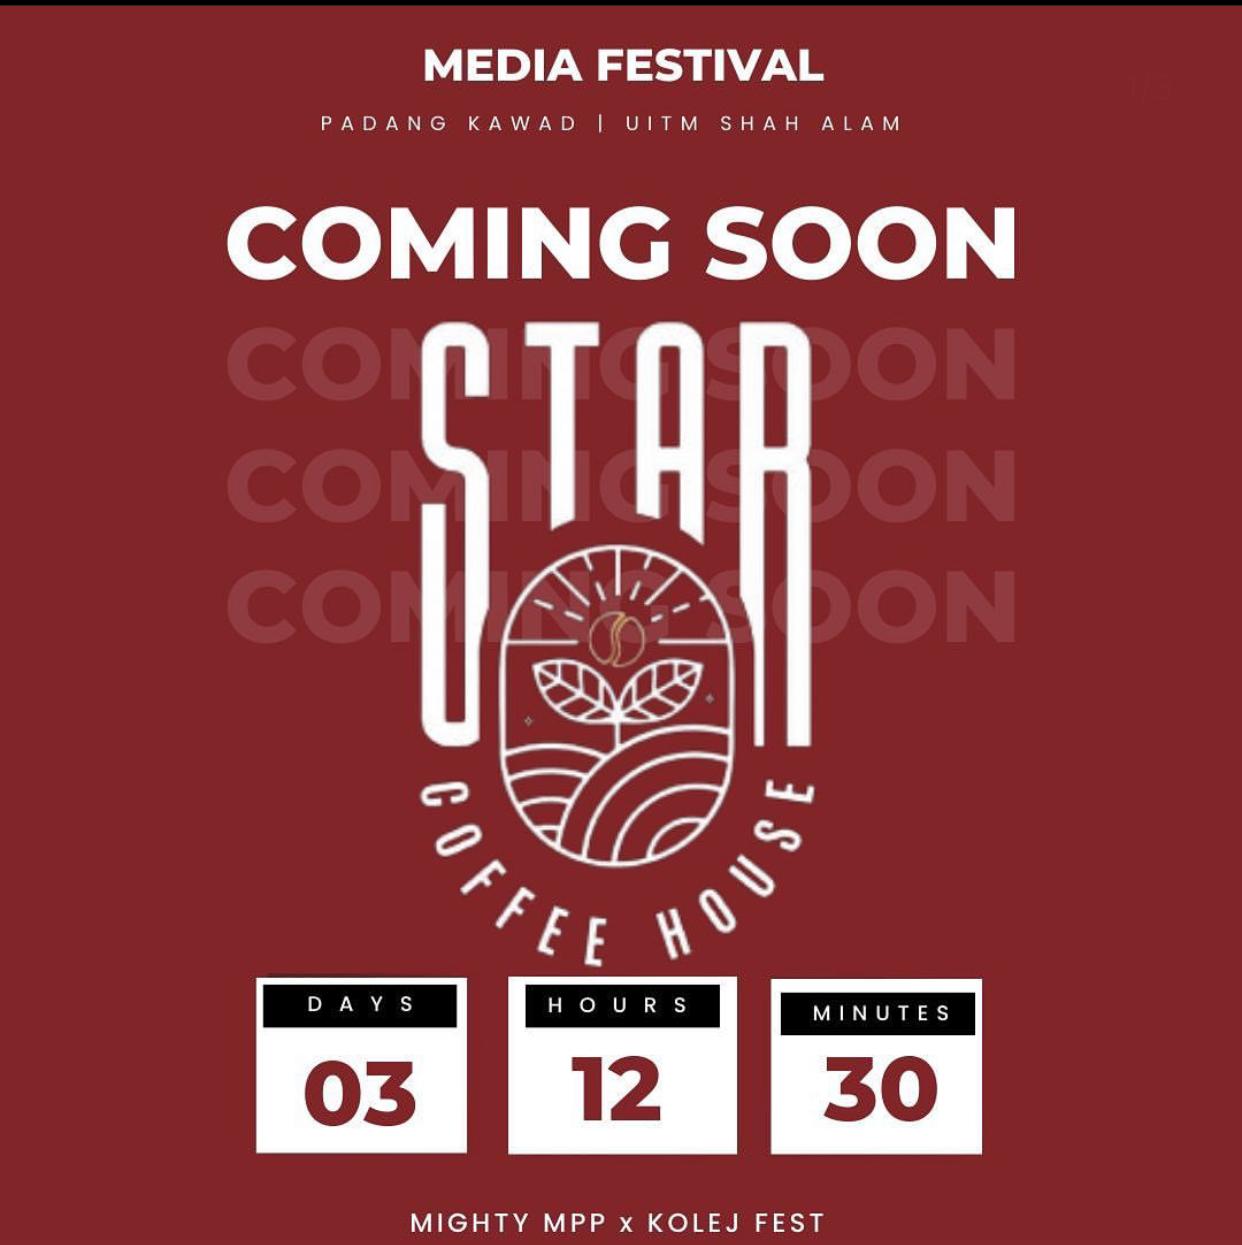 MEDIA FESTIVAL
PADANG KAWAD | UITM SHAH ALAM
COMING SOON
COMING SOON
COMING SOON
COMING SOON
STAR
COFFEE HOUSE
DAYS
HOURS
MINUTES
03
12
30
MIGHTY MPP x KOLEJ FEST